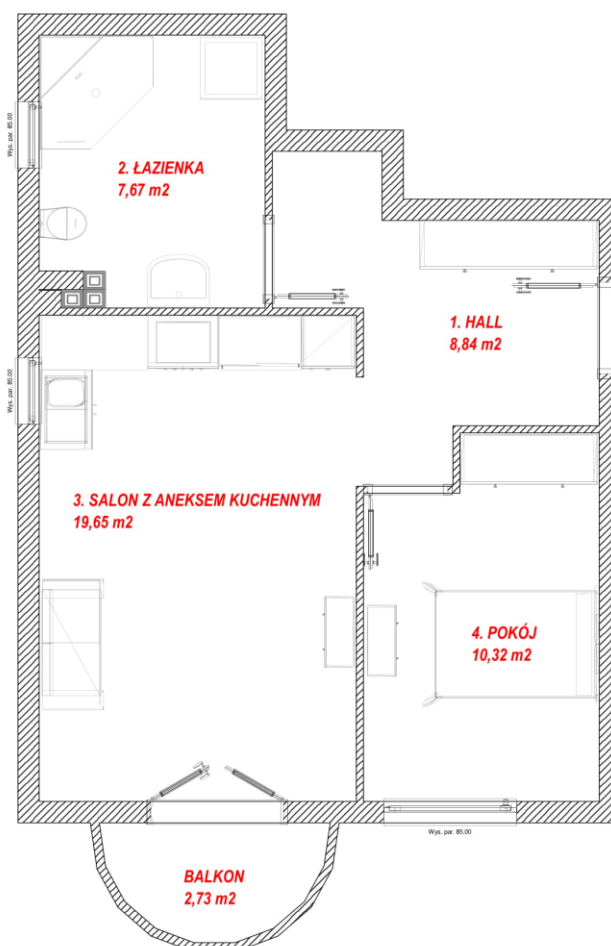 Wys. par. 85.00
2. ŁAZIENKA
7,67 m2
1. HALL
8,84 m2
Wys. par. 85.00
3. SALON Z ANEKSEM KUCHENNYM
19,65 m2
4. POKÓJ
10,32 m2
Wys. par. 85.00
BALKON
2,73 m2